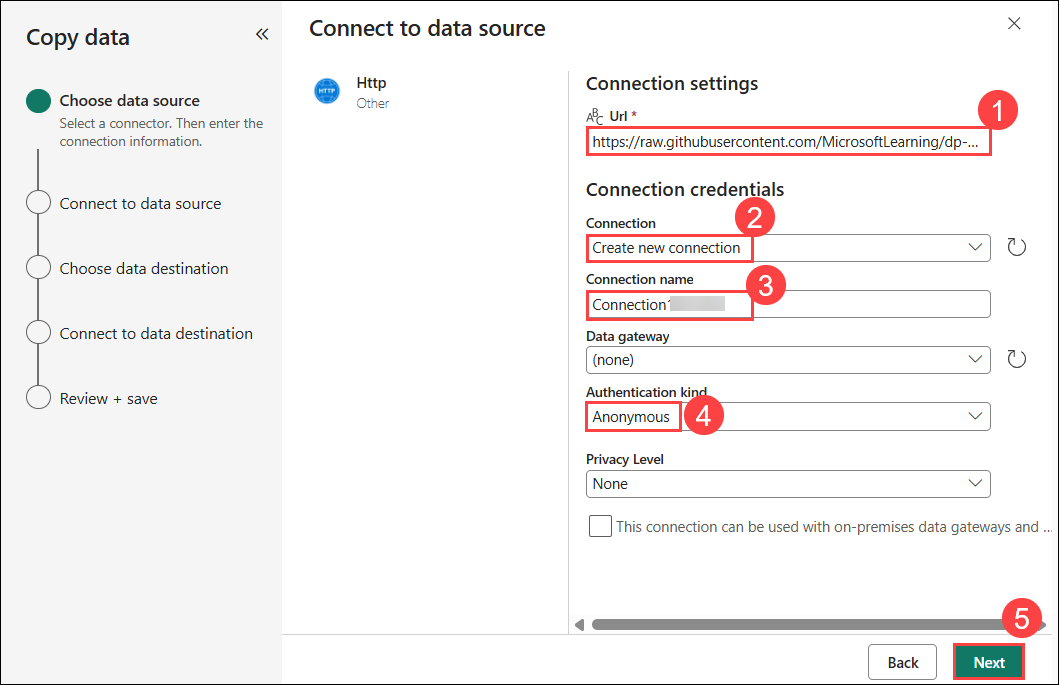 Copy data
«
Choose data source
Select a connector. Then enter the
connection information.
Connect to data source
Choose data destination
Connect to data destination
Review + save
Connect to data source
HTTP
Http
Other
Connection settings
ABC Url *
1
https://raw.githubusercontent.com/MicrosoftLearning/dp-...
Connection credentials
Connection
2
Create new connection
Connection name
3
Connection
Data gateway
(none)
Authentication kind
Anonymous
4
Privacy Level
None
This connection can be used with on-premises data gateways and ...
5
Back
Next